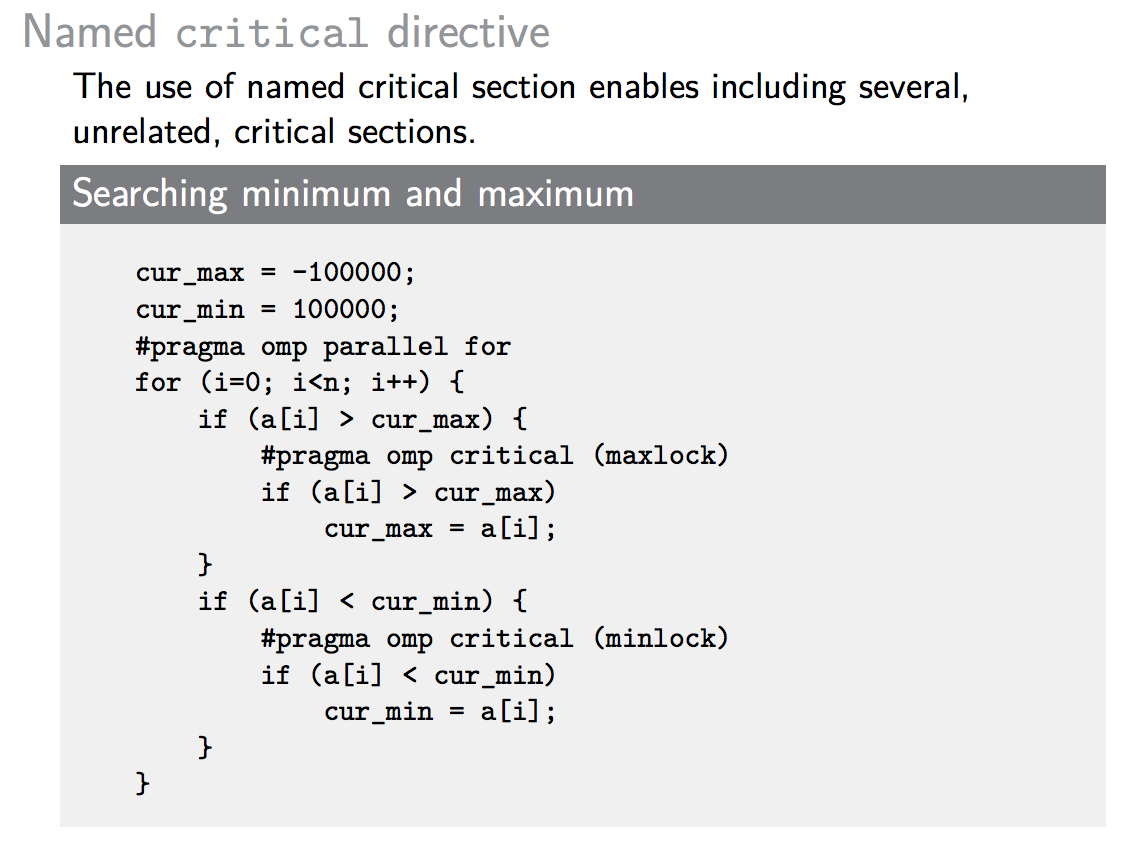 Named critical directive
The use of named critical section enables including several,
unrelated, critical sections.
Searching minimum and maximum
cur_max = -100000;
cur_min = 100000;
#pragma omp parallel for
for (i=0; i<n; i++) {
    if (a[i] > cur_max) {
        #pragma omp critical (maxlock)
        if (a[i] > cur_max)
            cur_max = a[i];
    }
    if (a[i] < cur_min) {
        #pragma omp critical (minlock)
        if (a[i] < cur_min)
            cur_min = a[i];
    }
}